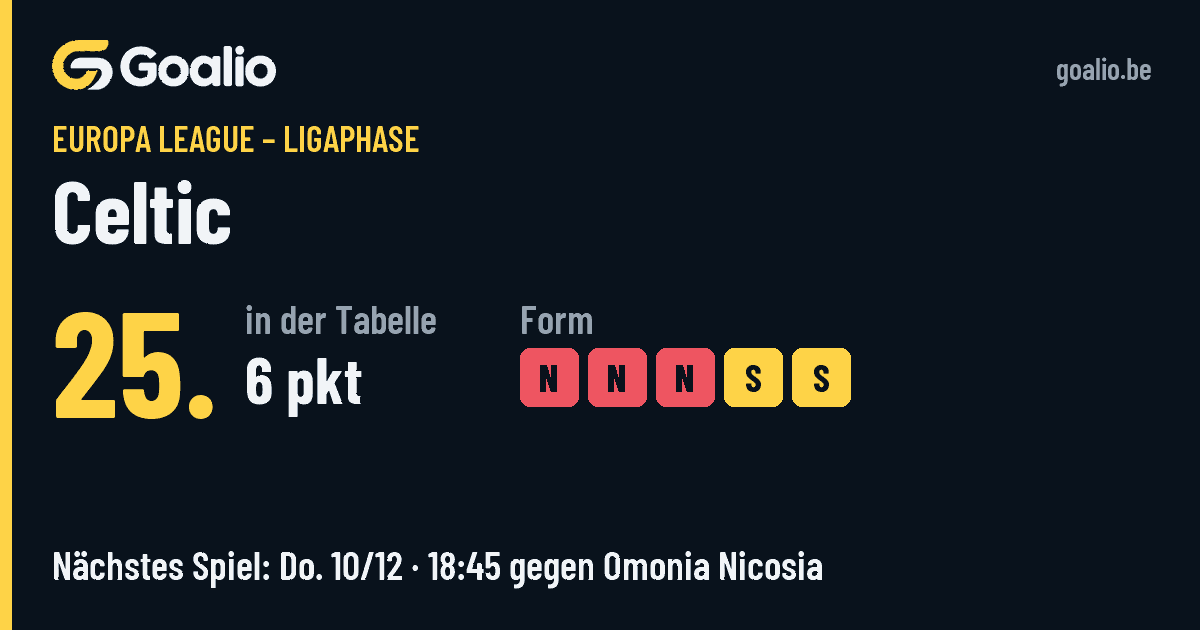 Goalio
goalio.be
EUROPA LEAGUE – LIGAPHASE
Celtic
25.
in der Tabelle
6 pkt
Form
N N N S S
Nächstes Spiel: Do. 10/12 · 18:45 gegen Omonia Nicosia